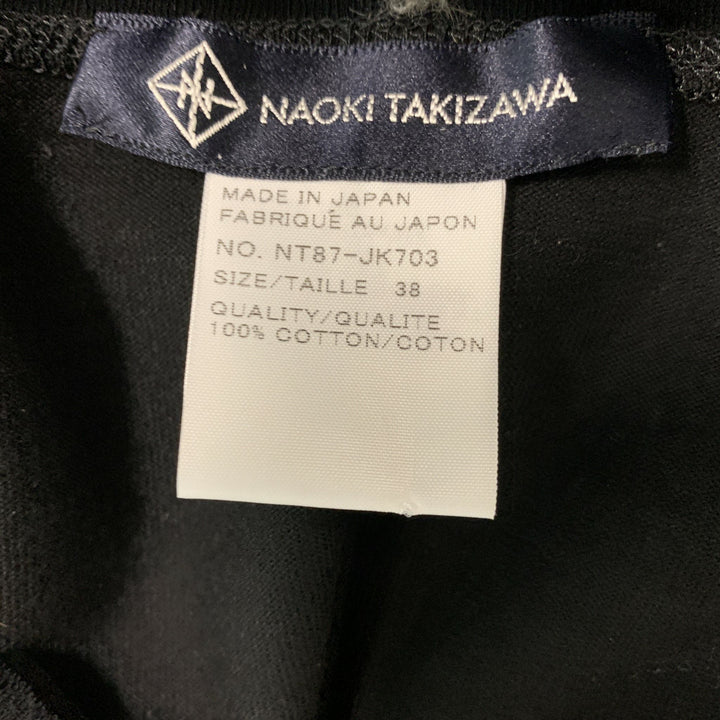 NAOKI TAKIZAWA
MADE IN JAPAN
FABRIQUÉ AU JAPON
NO. NT87-JK703
SIZE/TAILLE 38
QUALITY/QUALITE
100% COTTON/COTON